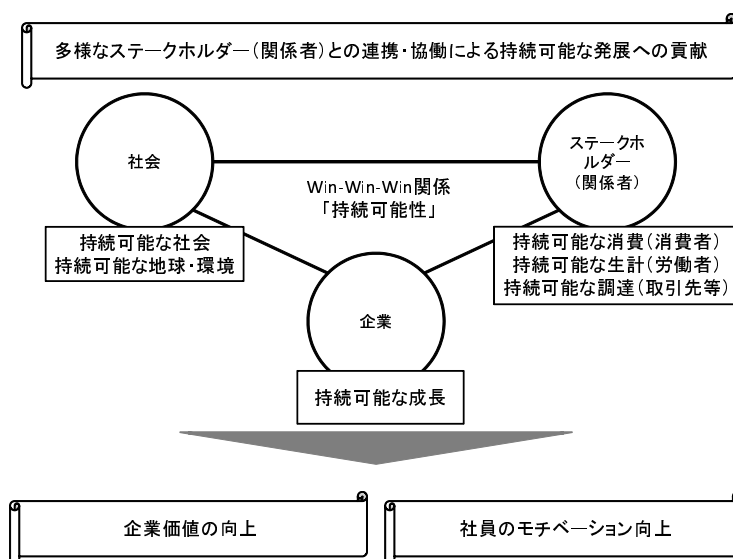 多様なステークホルダー（関係者）との連携・協働による持続可能な発展への貢献
社会
ステークホ
ルダー
（関係者）
Win-Win-Win関係
「持続可能性」
持続可能な社会
持続可能な地球・環境
持続可能な消費（消費者）
持続可能な生計（労働者）
持続可能な調達（取引先等）
企業
持続可能な成長
企業価値の向上
社員のモチベーション向上